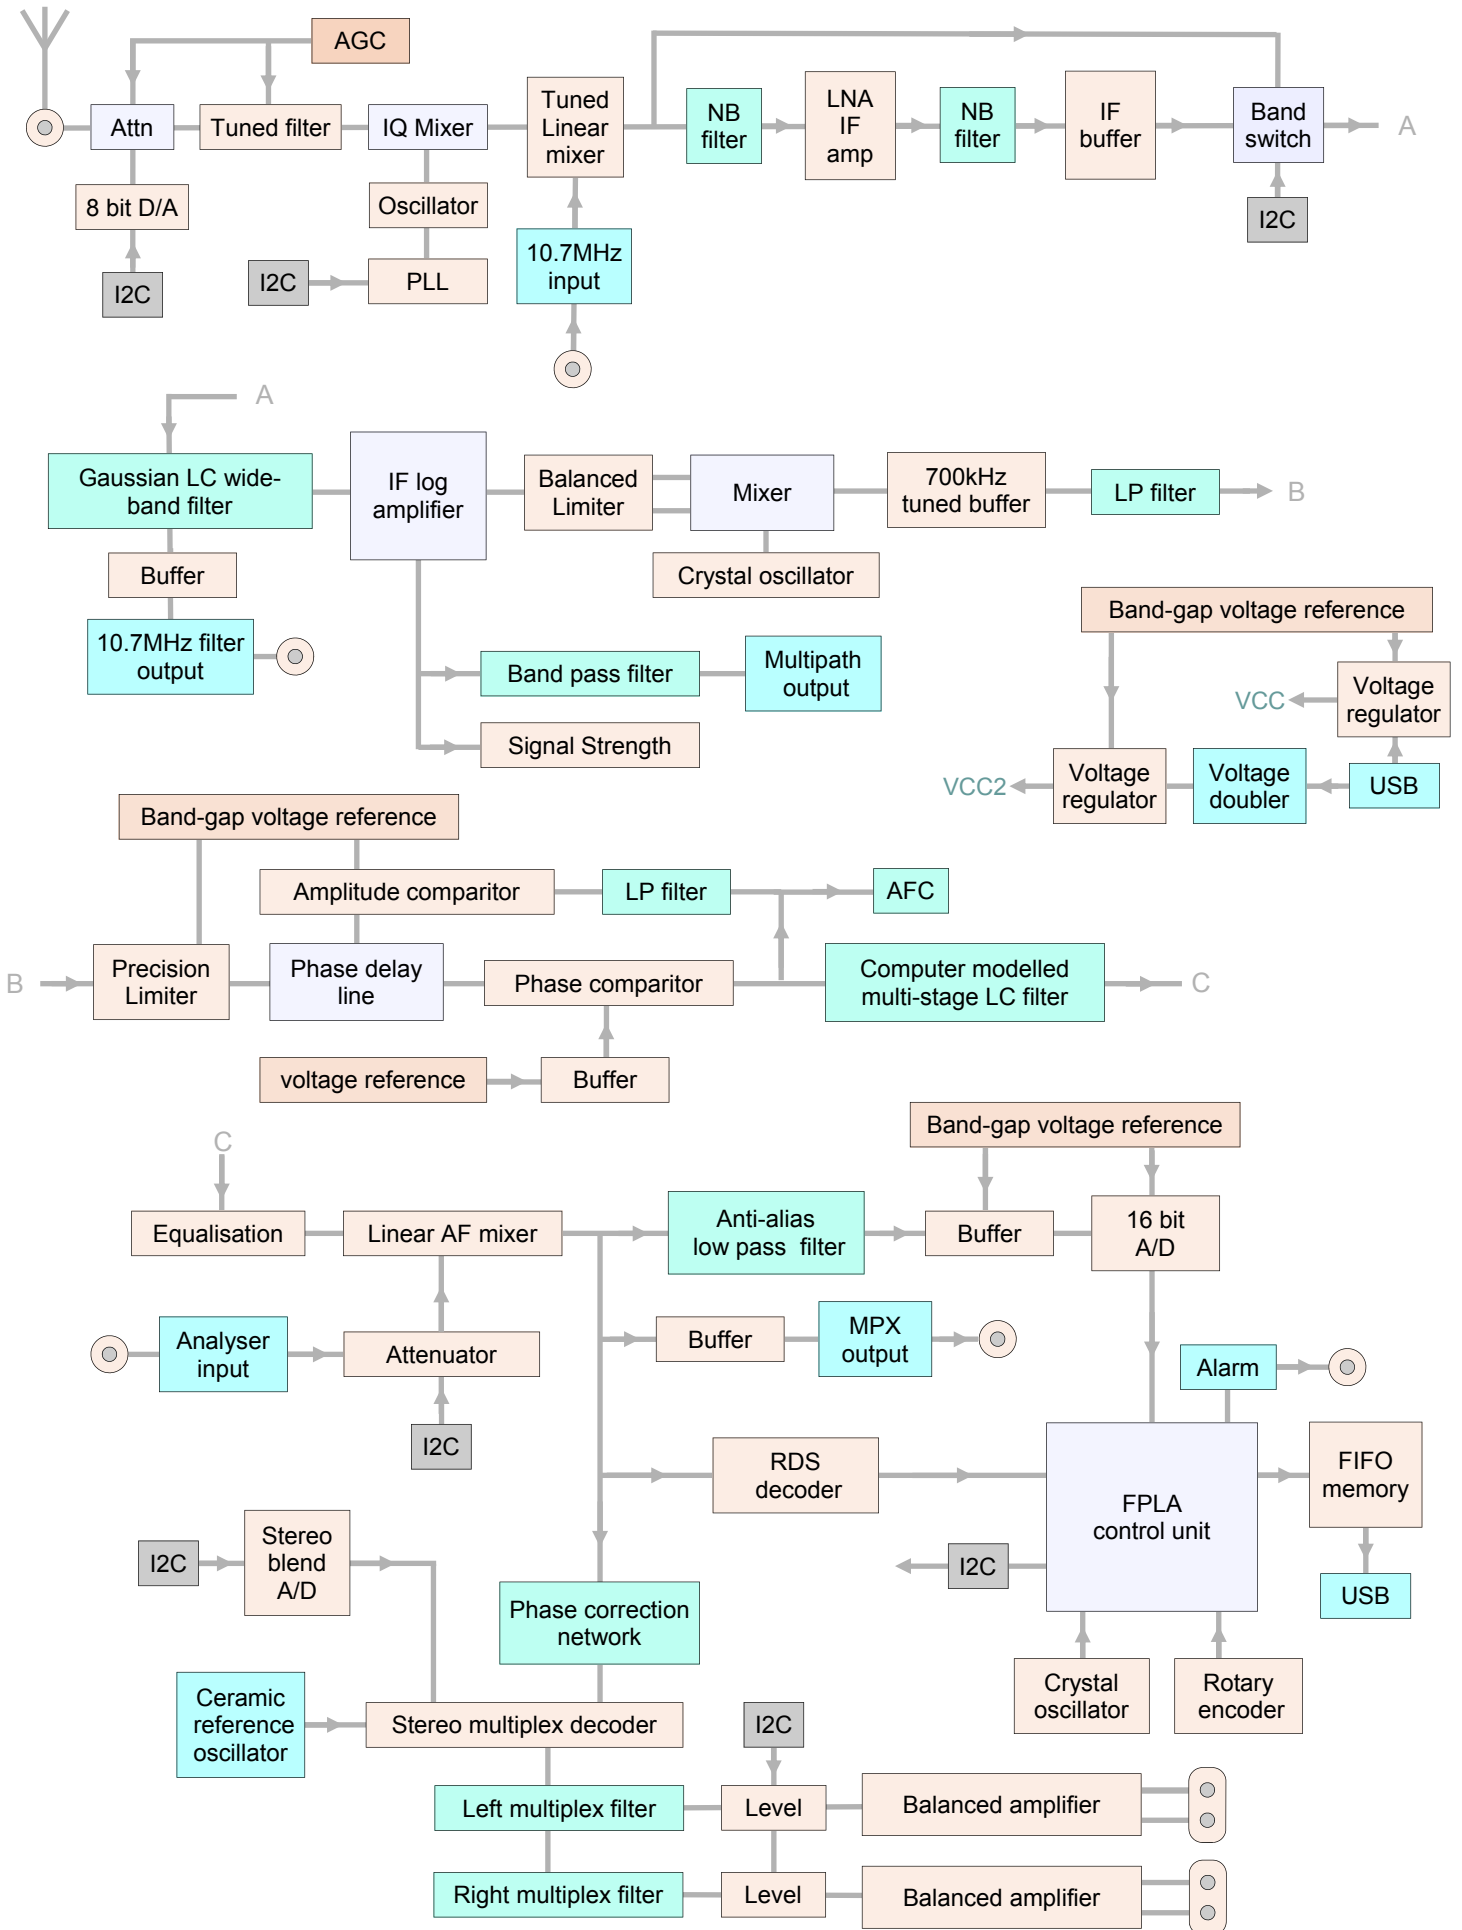 AGC
Attn
Tuned filter
IQ Mixer
Tuned
Linear
mixer
NB
filter
LNA
IF
amp
NB
filter
IF
buffer
Band
switch
A
8 bit D/A
Oscillator
I2C
10.7MHz
input
I2C
PLL
I2C
A
Gaussian LC wide-
band filter
IF log
amplifier
Balanced
Limiter
Mixer
700kHz
tuned buffer
LP filter
B
Buffer
Crystal oscillator
10.7MHz filter
output
Band pass filter
Multipath
output
Signal Strength
Band-gap voltage reference
VCC
Voltage
regulator
VCC2
Voltage
regulator
Voltage
doubler
USB
Band-gap voltage reference
Amplitude comparitor
LP filter
AFC
B
Precision
Limiter
Phase delay
line
Phase comparitor
Computer modelled
multi-stage LC filter
C
voltage reference
Buffer
C
Band-gap voltage reference
Equalisation
Linear AF mixer
Anti-alias
low pass filter
Buffer
16 bit
A/D
Analyser
input
Attenuator
Buffer
MPX
output
Alarm
I2C
RDS
decoder
FPLA
control unit
FIFO
memory
I2C
Stereo
blend
A/D
I2C
USB
Phase correction
network
Ceramic
reference
oscillator
Stereo multiplex decoder
I2C
Crystal
oscillator
Rotary
encoder
Left multiplex filter
Level
Balanced amplifier
Right multiplex filter
Level
Balanced amplifier